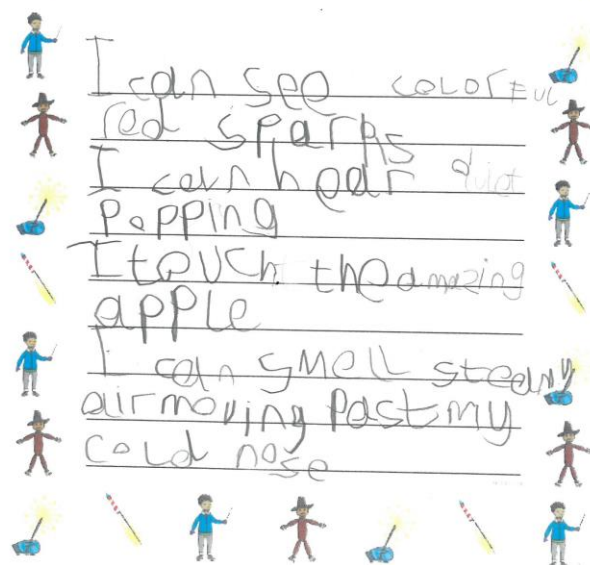 I can see colorful
red sparks
I can hear quiet
popping
I touch the amazing
apple
I can smell steamy
air moving past my
cold nose